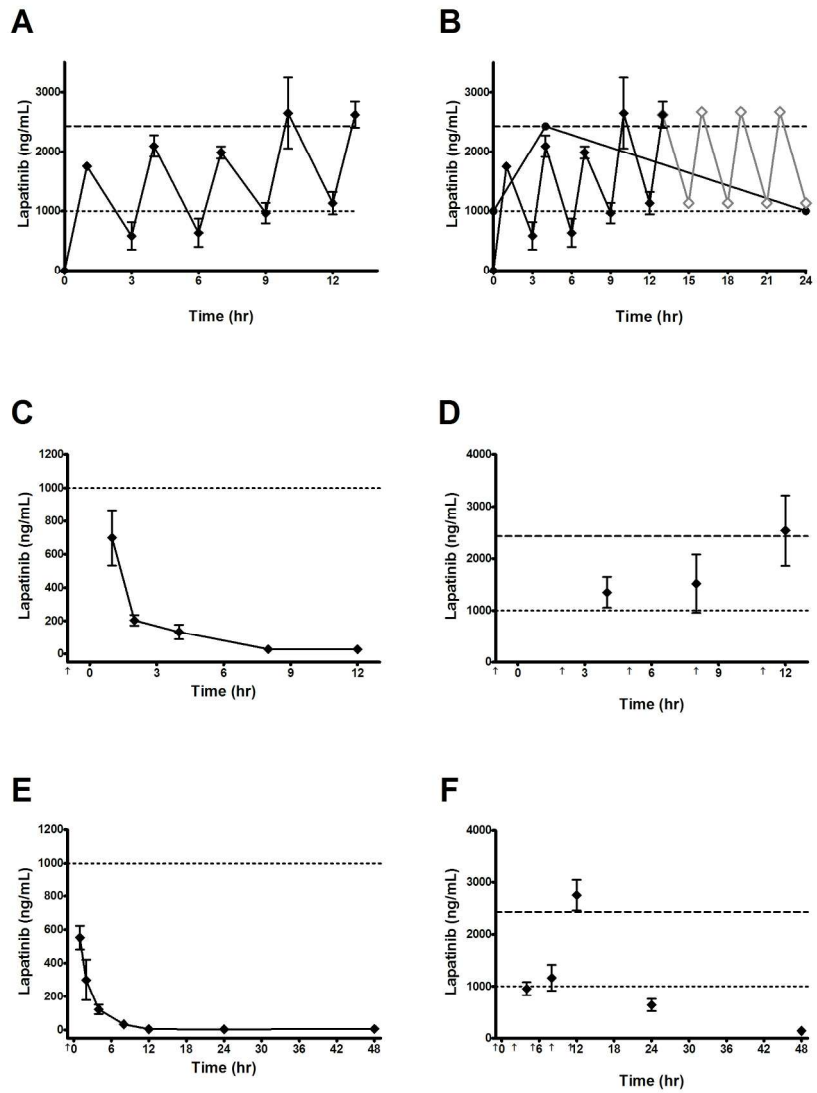 A
Lapatinib (ng/mL)
3000
2000
1000
0
0 3 6 9 12
Time (hr)
B
Lapatinib (ng/mL)
3000
2000
1000
0
0 3 6 9 12 15 18 21 24
Time (hr)
C
Lapatinib (ng/mL)
1200
1000
800
600
400
200
0
↑ 0 3 6 9 12
Time (hr)
D
Lapatinib (ng/mL)
4000
3000
2000
1000
0
↑ 0 ↑ 3 ↑ 6 ↑ 9 ↑ 12
Time (hr)
E
Lapatinib (ng/mL)
1200
1000
800
600
400
200
0
↑0 6 12 18 24 30 36 42 48
Time (hr)
F
Lapatinib (ng/mL)
4000
3000
2000
1000
0
↑0 ↑ ↑6 ↑ ↑12 18 24 30 36 42 48
Time (hr)